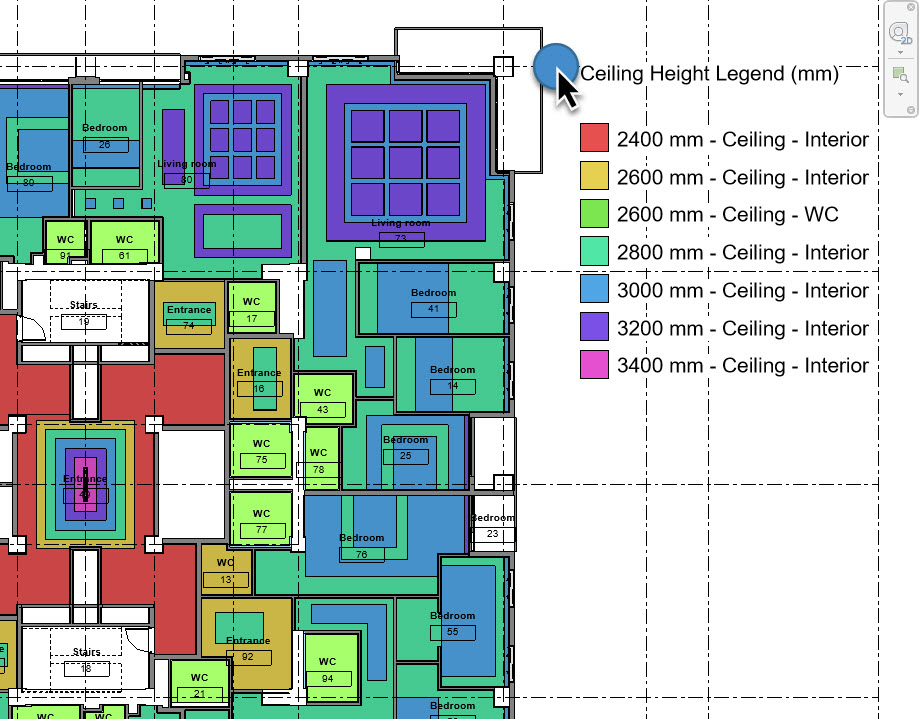 2D
Ceiling Height Legend (mm)
2400 mm - Ceiling - Interior
2600 mm - Ceiling - Interior
2600 mm - Ceiling - WC
2800 mm - Ceiling - Interior
3000 mm - Ceiling - Interior
3200 mm - Ceiling - Interior
3400 mm - Ceiling - Interior
Bedroom
26
Bedroom
Living room
80
WC
91
WC
61
Living room
73
Stairs
19
Entrance
74
WC
17
Bedroom
41
Entrance
16
Bedroom
14
WC
43
WC
75
WC
78
Bedroom
25
Entrance
WC
77
Bedroom
23
Bedroom
76
WC
13
Bedroom
55
Entrance
92
Stairs
18
WC
94
WC
21
Bedroom
WC
WC